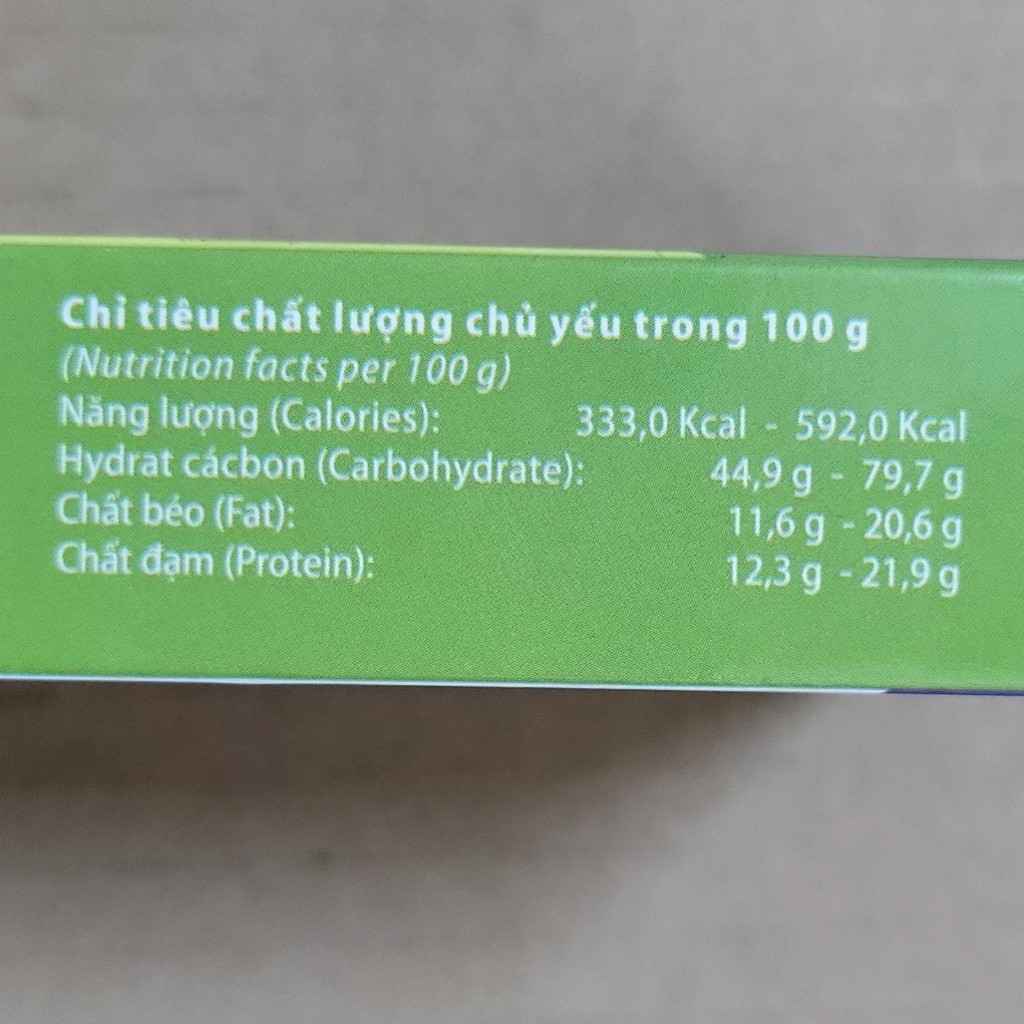 Chỉ tiêu chất lượng chủ yếu trong 100 g
(Nutrition facts per 100 g)
Năng lượng (Calories): 333,0 Kcal - 592,0 Kcal
Hydrat cácbon (Carbohydrate): 44,9 g - 79,7 g
Chất béo (Fat): 11,6 g - 20,6 g
Chất đạm (Protein): 12,3 g - 21,9 g